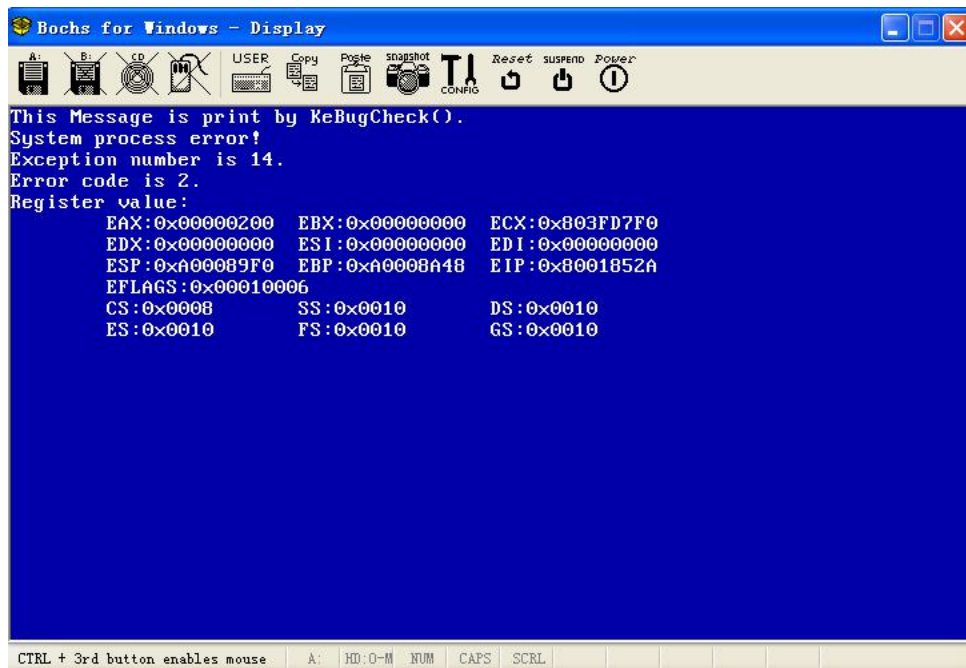 Bochs for Windows - Display
A:
B:
CD
USER
Copy
Poste
snapshot
CONFIG
Reset
SUSPEND
Power
This Message is print by KeBugCheck().
System process error!
Exception number is 14.
Error code is 2.
Register value:
EAX:0x00000200 EBX:0x00000000 ECX:0x803FD7F0
EDX:0x00000000 ESI:0x00000000 EDI:0x00000000
ESP:0xA00089F0 EBP:0xA0008A48 EIP:0x8001852A
EFLAGS:0x00010006
CS:0x0008 SS:0x0010 DS:0x0010
ES:0x0010 FS:0x0010 GS:0x0010
CTRL + 3rd button enables mouse A: HD:0-M NUM CAPS SCRL